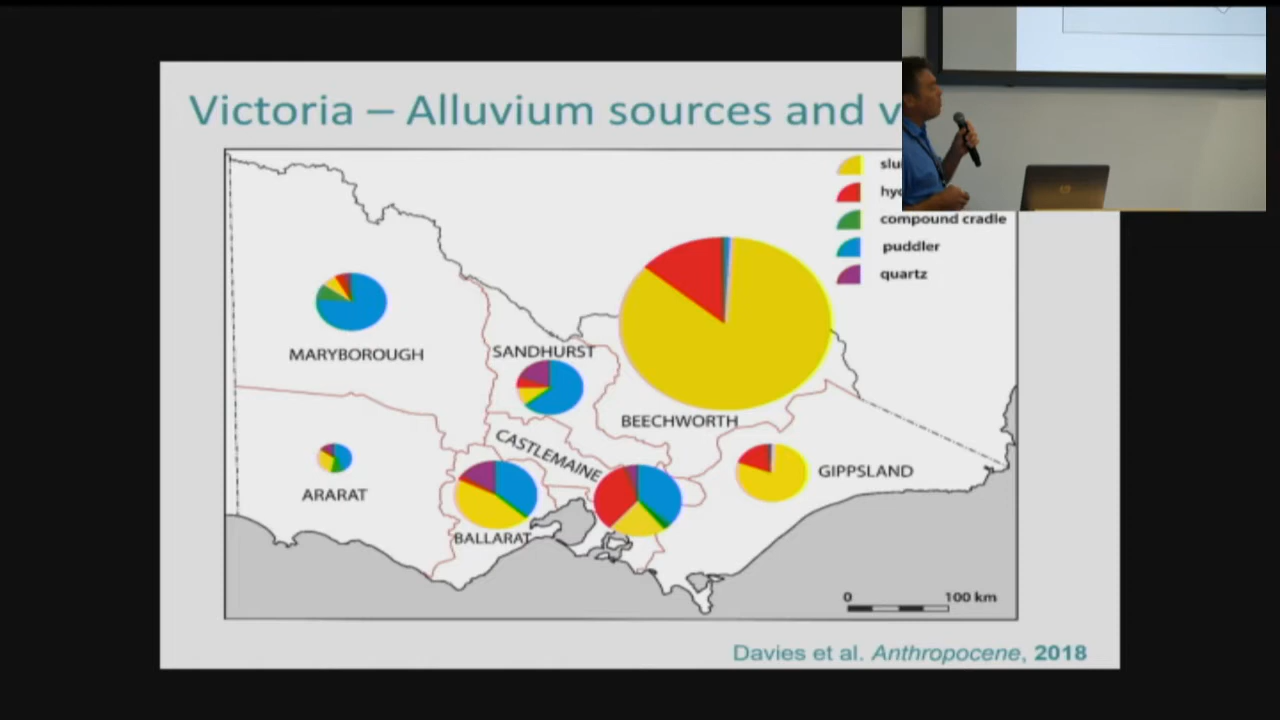 Victoria – Alluvium sources and
compound cradle
puddler
quartz
MARYBOROUGH
SANDHURST
BEECHWORTH
CASTLEMAINE
GIPPSLAND
ARARAT
BALLARAT
0 100 km
Davies et al. Anthropocene, 2018